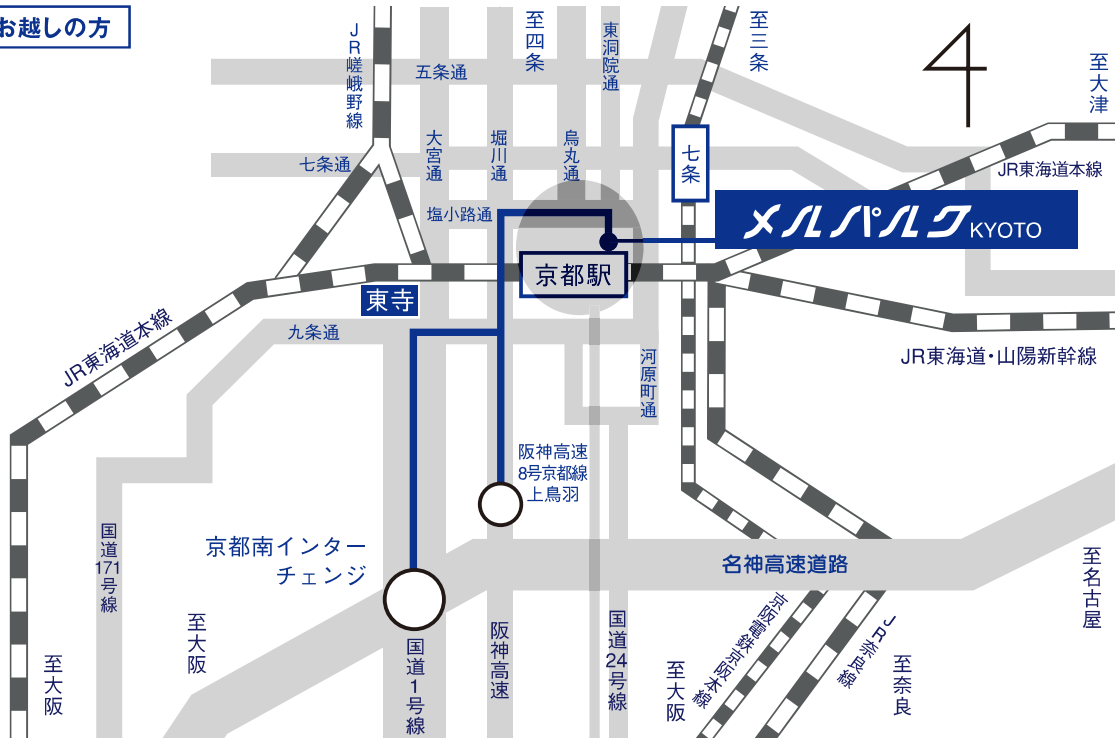 お越しの方
至四条
東洞院通
至三条
至大津
JR嵯峨野線
五条通
大宮通
堀川通
烏丸通
七条
七条通
JR東海道本線
塩小路通
メルパルク KYOTO
京都駅
東寺
JR東海道本線
九条通
河原町通
JR東海道・山陽新幹線
阪神高速
8号京都線
上鳥羽
国道171号線
京都南インター
チェンジ
名神高速道路
至名古屋
至大阪
至大阪
国道1号線
阪神高速
国道24号線
至大阪
京阪電鉄京阪本線
JR奈良線
至奈良